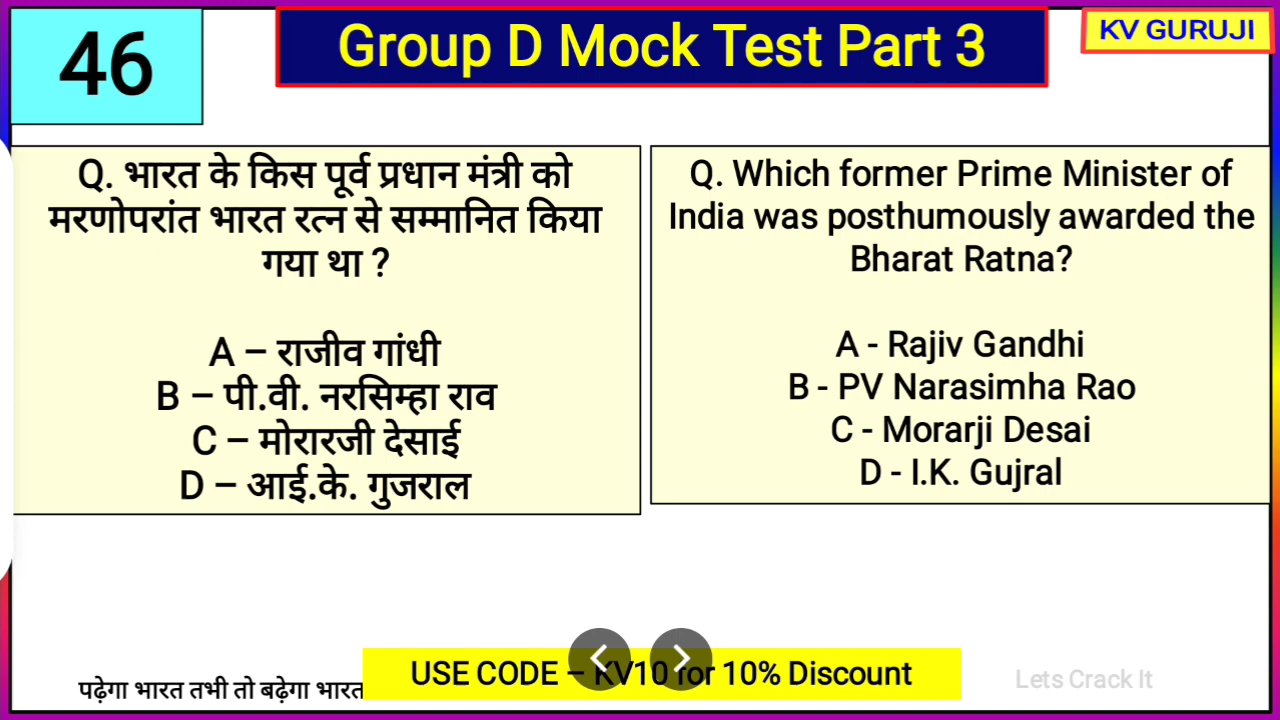 46
Group D Mock Test Part 3
KV GURUJI
Q. भारत के किस पूर्व प्रधान मंत्री को
मरणोपरांत भारत रत्न से सम्मानित किया
गया था ?
A – राजीव गांधी
B – पी.वी. नरसिम्हा राव
C – मोरारजी देसाई
D – आई.के. गुजराल
Q. Which former Prime Minister of
India was posthumously awarded the
Bharat Ratna?
A - Rajiv Gandhi
B - PV Narasimha Rao
C - Morarji Desai
D - I.K. Gujral
पढ़ेगा भारत तभी तो बढ़ेगा भारत
USE CODE – KV10 for 10% Discount
Lets Crack It